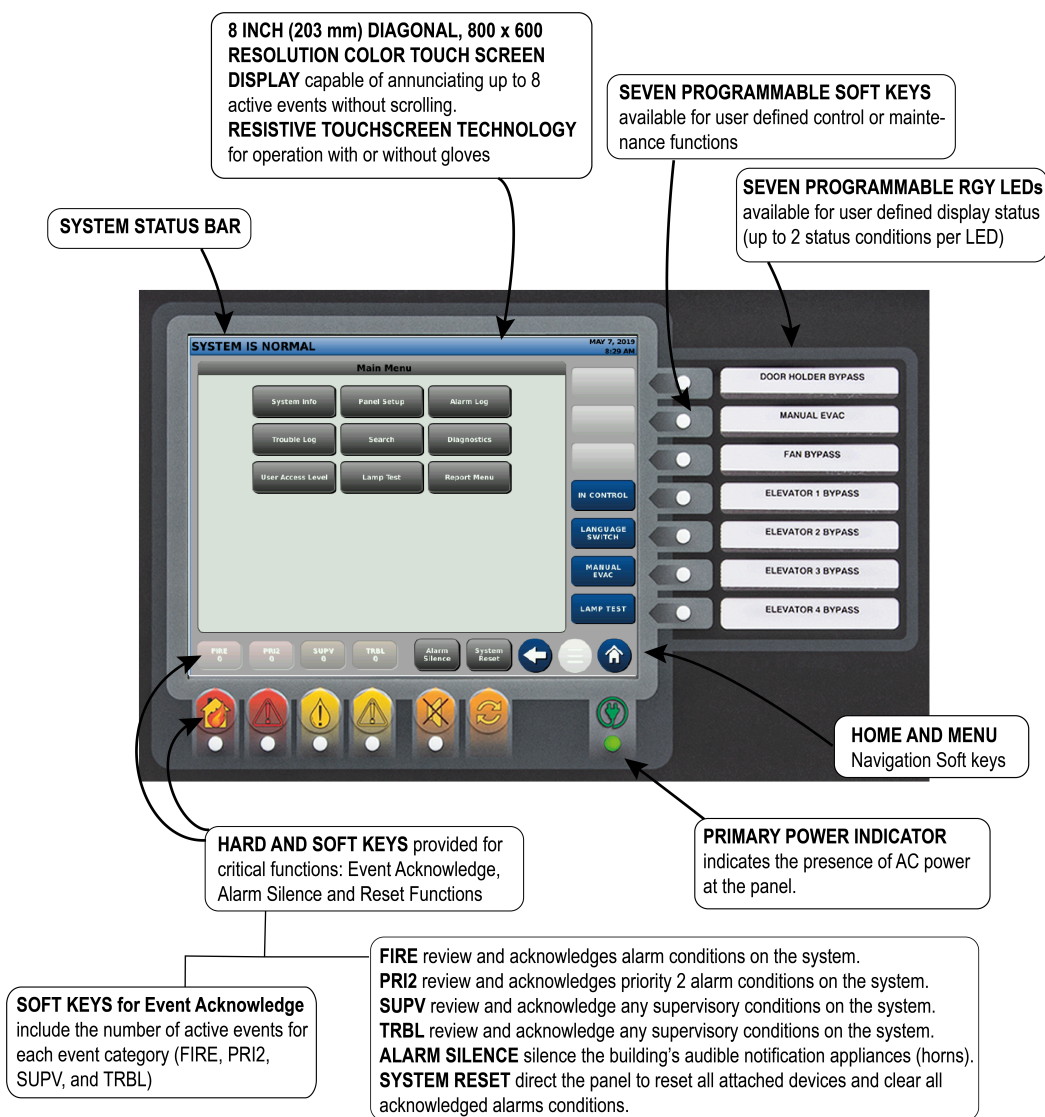 8 INCH (203 mm) DIAGONAL, 800 x 600
RESOLUTION COLOR TOUCH SCREEN
DISPLAY capable of annunciating up to 8
active events without scrolling.
RESISTIVE TOUCHSCREEN TECHNOLOGY
for operation with or without gloves
SEVEN PROGRAMMABLE SOFT KEYS
available for user defined control or mainte-
nance functions
SEVEN PROGRAMMABLE RGY LEDs
available for user defined display status
(up to 2 status conditions per LED)
SYSTEM STATUS BAR
SYSTEM IS NORMAL
MAY 7, 2019
8:29 AM
Main Menu
System Info
Panel Setup
Alarm Log
Trouble Log
Search
Diagnostics
User Access Level
Lamp Test
Report Menu
IN CONTROL
LANGUAGE
SWITCH
MANUAL
EVAC
LAMP TEST
DOOR HOLDER BYPASS
MANUAL EVAC
FAN BYPASS
ELEVATOR 1 BYPASS
ELEVATOR 2 BYPASS
ELEVATOR 3 BYPASS
ELEVATOR 4 BYPASS
FIRE
0
PRI2
0
SUPV
0
TRBL
0
Alarm
Silence
System
Reset
HOME AND MENU
Navigation Soft keys
HARD AND SOFT KEYS provided for
critical functions: Event Acknowledge,
Alarm Silence and Reset Functions
PRIMARY POWER INDICATOR
indicates the presence of AC power
at the panel.
SOFT KEYS for Event Acknowledge
include the number of active events for
each event category (FIRE, PRI2,
SUPV, and TRBL)
FIRE review and acknowledges alarm conditions on the system.
PRI2 review and acknowledges priority 2 alarm conditions on the system.
SUPV review and acknowledge any supervisory conditions on the system.
TRBL review and acknowledge any supervisory conditions on the system.
ALARM SILENCE silence the building's audible notification appliances (horns).
SYSTEM RESET direct the panel to reset all attached devices and clear all
acknowledged alarms conditions.